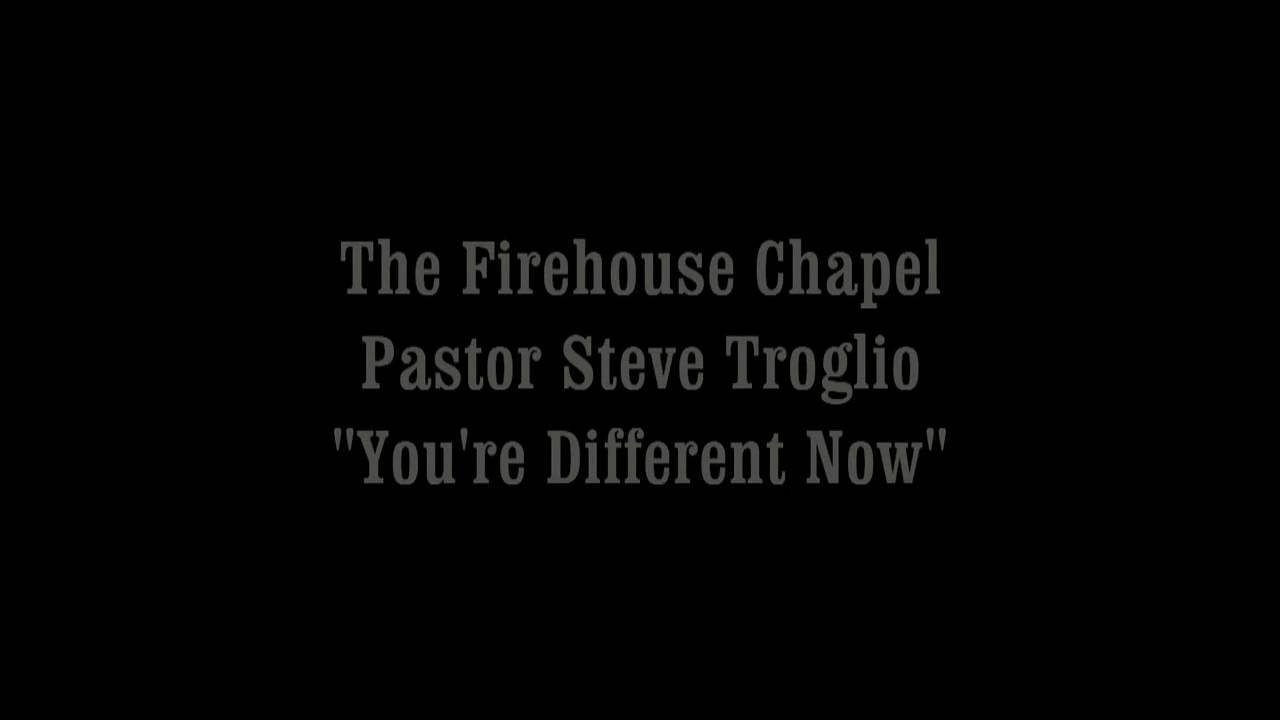 The Firehouse Chapel
Pastor Steve Troglio
"You're Different Now"